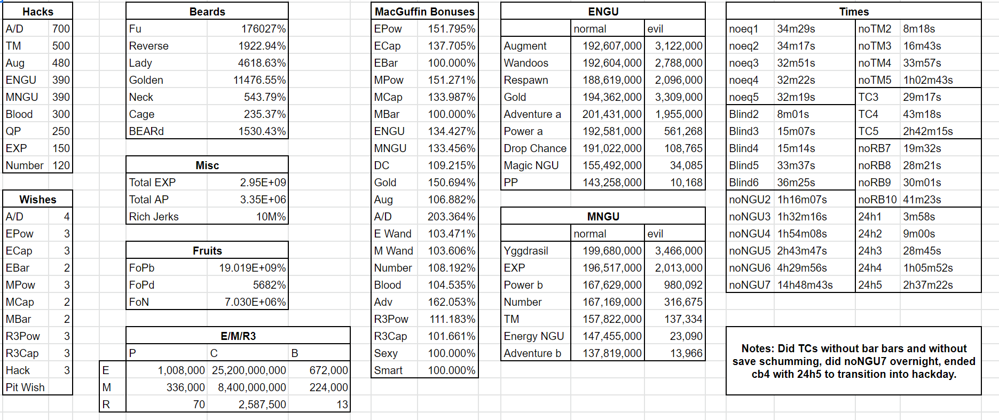 Hacks
A/D 700
TM 500
Aug 480
ENGU 390
MNGU 390
Blood 300
QP 250
EXP 150
Number 120
Wishes
A/D 4
EPow 3
ECap 3
EBar 2
MPow 3
MCap 2
MBar 2
R3Pow 3
R3Cap 3
Hack 3
Pit Wish
Beards
Fu 176027%
Reverse 1922.94%
Lady 4618.63%
Golden 11476.55%
Neck 543.79%
Cage 235.37%
BEARd 1530.43%
Misc
Total EXP 2.95E+09
Total AP 3.35E+06
Rich Jerks 10M%
Fruits
FoPb 19.019E+09%
FoPd 5682%
FoN 7.030E+06%
E/M/R3
P C B
E 1,008,000 25,200,000,000 672,000
M 336,000 8,400,000,000 224,000
R 70 2,587,500 13
MacGuffin Bonuses
EPow 151.795%
ECap 137.705%
EBar 100.000%
MPow 151.271%
MCap 133.987%
MBar 100.000%
ENGU 134.427%
MNGU 133.456%
DC 109.215%
Gold 150.694%
Aug 106.882%
A/D 203.364%
E Wand 103.471%
M Wand 103.606%
Number 108.192%
Blood 104.535%
Adv 162.053%
R3Pow 111.183%
R3Cap 101.661%
Sexy 100.000%
Smart 100.000%
ENGU
normal evil
Augment 192,607,000 3,122,000
Wandoos 192,604,000 2,788,000
Respawn 188,619,000 2,096,000
Gold 194,362,000 3,309,000
Adventure a 201,431,000 1,955,000
Power a 192,581,000 561,268
Drop Chance 191,022,000 108,765
Magic NGU 155,492,000 34,085
PP 143,258,000 10,168
MNGU
normal evil
Yggdrasil 199,680,000 3,466,000
EXP 196,517,000 2,013,000
Power b 167,629,000 980,092
Number 167,169,000 316,675
TM 157,822,000 137,334
Energy NGU 147,455,000 23,090
Adventure b 137,819,000 13,966
Times
noeq1 34m29s noTM2 8m18s
noeq2 34m17s noTM3 16m43s
noeq3 32m51s noTM4 33m57s
noeq4 32m22s noTM5 1h02m43s
noeq5 32m19s TC3 29m17s
Blind2 8m01s TC4 43m18s
Blind3 15m07s TC5 2h42m15s
Blind4 15m14s noRB7 19m32s
Blind5 33m37s noRB8 28m21s
Blind6 36m25s noRB9 30m01s
noNGU2 1h16m07s noRB10 41m23s
noNGU3 1h32m16s 24h1 3m58s
noNGU4 1h54m08s 24h2 9m00s
noNGU5 2h43m47s 24h3 28m45s
noNGU6 4h29m56s 24h4 1h05m52s
noNGU7 14h48m43s 24h5 2h37m22s
Notes: Did TCs without bar bars and without
save schumming, did noNGU7 overnight, ended
cb4 with 24h5 to transition into hackday.